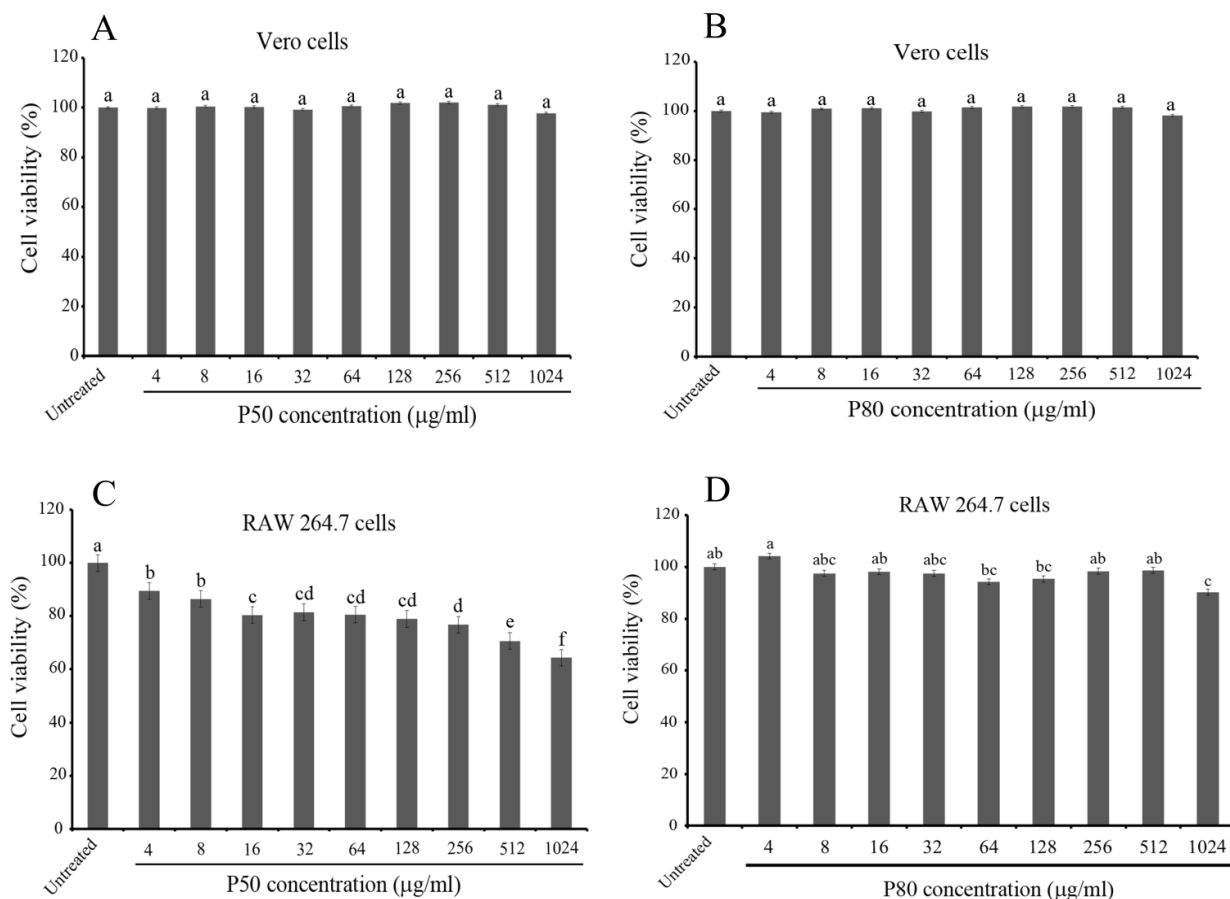 A
Vero cells
120
100
80
60
40
20
0
Cell viability (%)
a a a a a a a a a a
Untreated 4 8 16 32 64 128 256 512 1024
P50 concentration (µg/ml)
B
Vero cells
120
100
80
60
40
20
0
Cell viability (%)
a a a a a a a a a a
Untreated 4 8 16 32 64 128 256 512 1024
P80 concentration (µg/ml)
C
RAW 264.7 cells
120
100
80
60
40
20
0
Cell viability (%)
a b b c cd cd cd d e f
Untreated 4 8 16 32 64 128 256 512 1024
P50 concentration (µg/ml)
D
RAW 264.7 cells
120
100
80
60
40
20
0
Cell viability (%)
ab a abc ab abc bc bc ab ab c
Untreated 4 8 16 32 64 128 256 512 1024
P80 concentration (µg/ml)